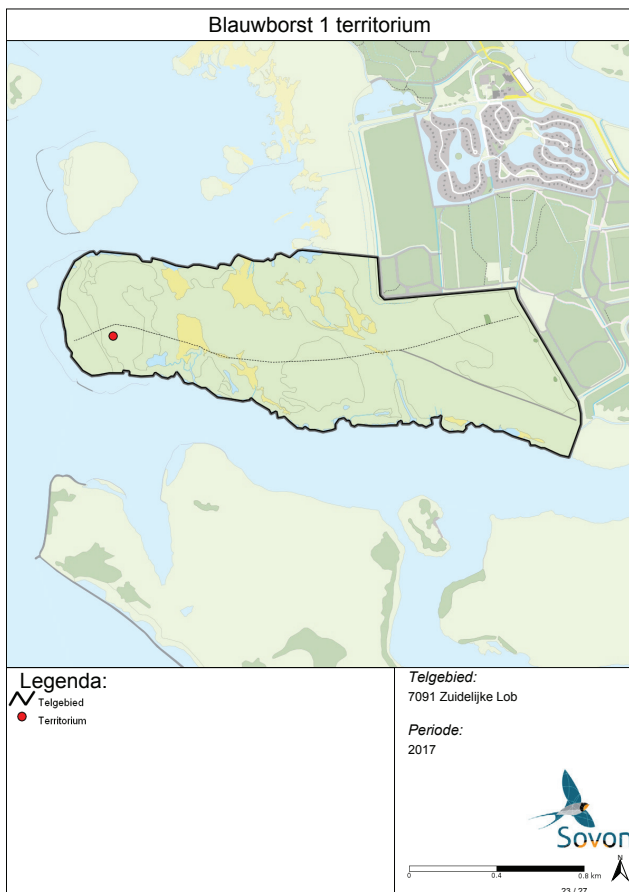 Blauwborst 1 territorium
Legenda:
Telgebied
Territorium
Telgebied:
7091 Zuidelijke Lob
Periode:
2017
Sovon
N
0 0.4 0.8 km
23 / 27